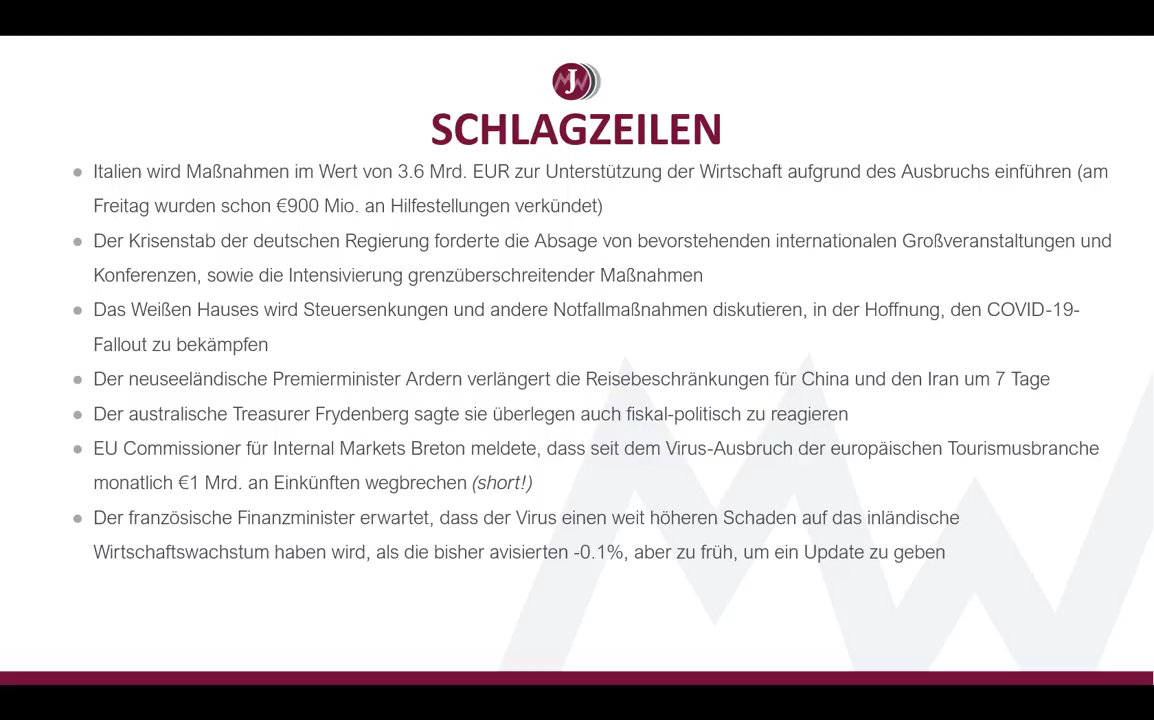 J
SCHLAGZEILEN
● Italien wird Maßnahmen im Wert von 3.6 Mrd. EUR zur Unterstützung der Wirtschaft aufgrund des Ausbruchs einführen (am
Freitag wurden schon €900 Mio. an Hilfestellungen verkündet)
● Der Krisenstab der deutschen Regierung forderte die Absage von bevorstehenden internationalen Großveranstaltungen und
Konferenzen, sowie die Intensivierung grenzüberschreitender Maßnahmen
● Das Weißen Hauses wird Steuersenkungen und andere Notfallmaßnahmen diskutieren, in der Hoffnung, den COVID-19-
Fallout zu bekämpfen
● Der neuseeländische Premierminister Ardern verlängert die Reisebeschränkungen für China und den Iran um 7 Tage
● Der australische Treasurer Frydenberg sagte sie überlegen auch fiskal-politisch zu reagieren
● EU Commissioner für Internal Markets Breton meldete, dass seit dem Virus-Ausbruch der europäischen Tourismusbranche
monatlich €1 Mrd. an Einkünften wegbrechen (short!)
● Der französische Finanzminister erwartet, dass der Virus einen weit höheren Schaden auf das inländische
Wirtschaftswachstum haben wird, als die bisher avisierten -0.1%, aber zu früh, um ein Update zu geben